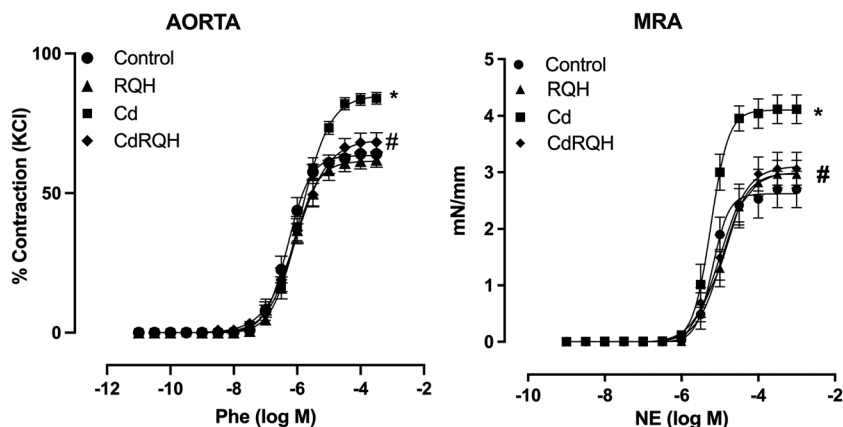 AORTA
Control
RQH
Cd
CdRQH
100
50
0
% Contraction (KCl)
*
#
-12 -10 -8 -6 -4 -2
Phe (log M)
MRA
Control
RQH
Cd
CdRQH
5
4
3
2
1
0
mN/mm
*
#
-10 -8 -6 -4 -2
NE (log M)